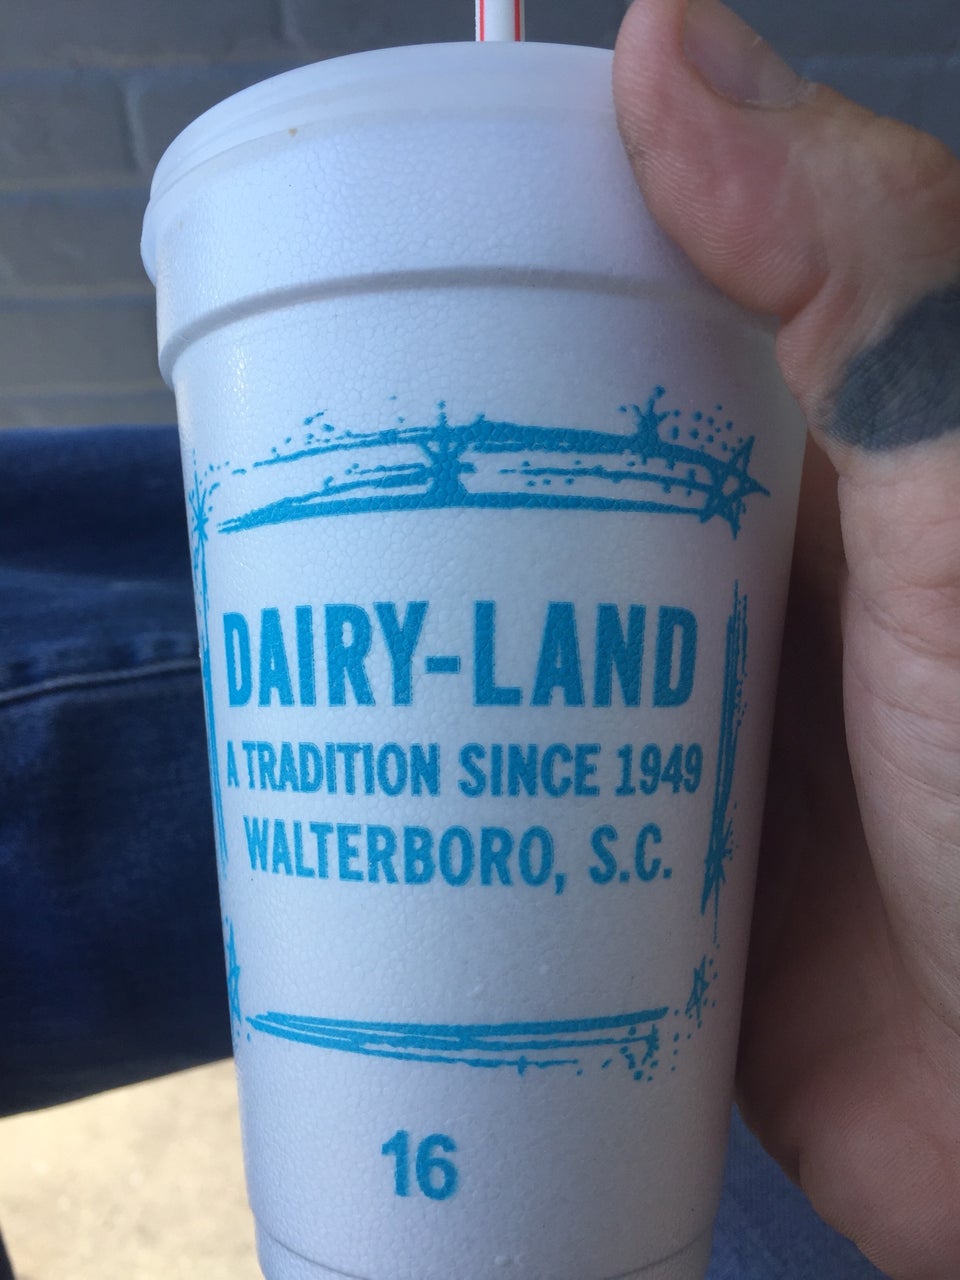 DAIRY-LAND
A TRADITION SINCE 1949
WALTERBORO, S.C.
16